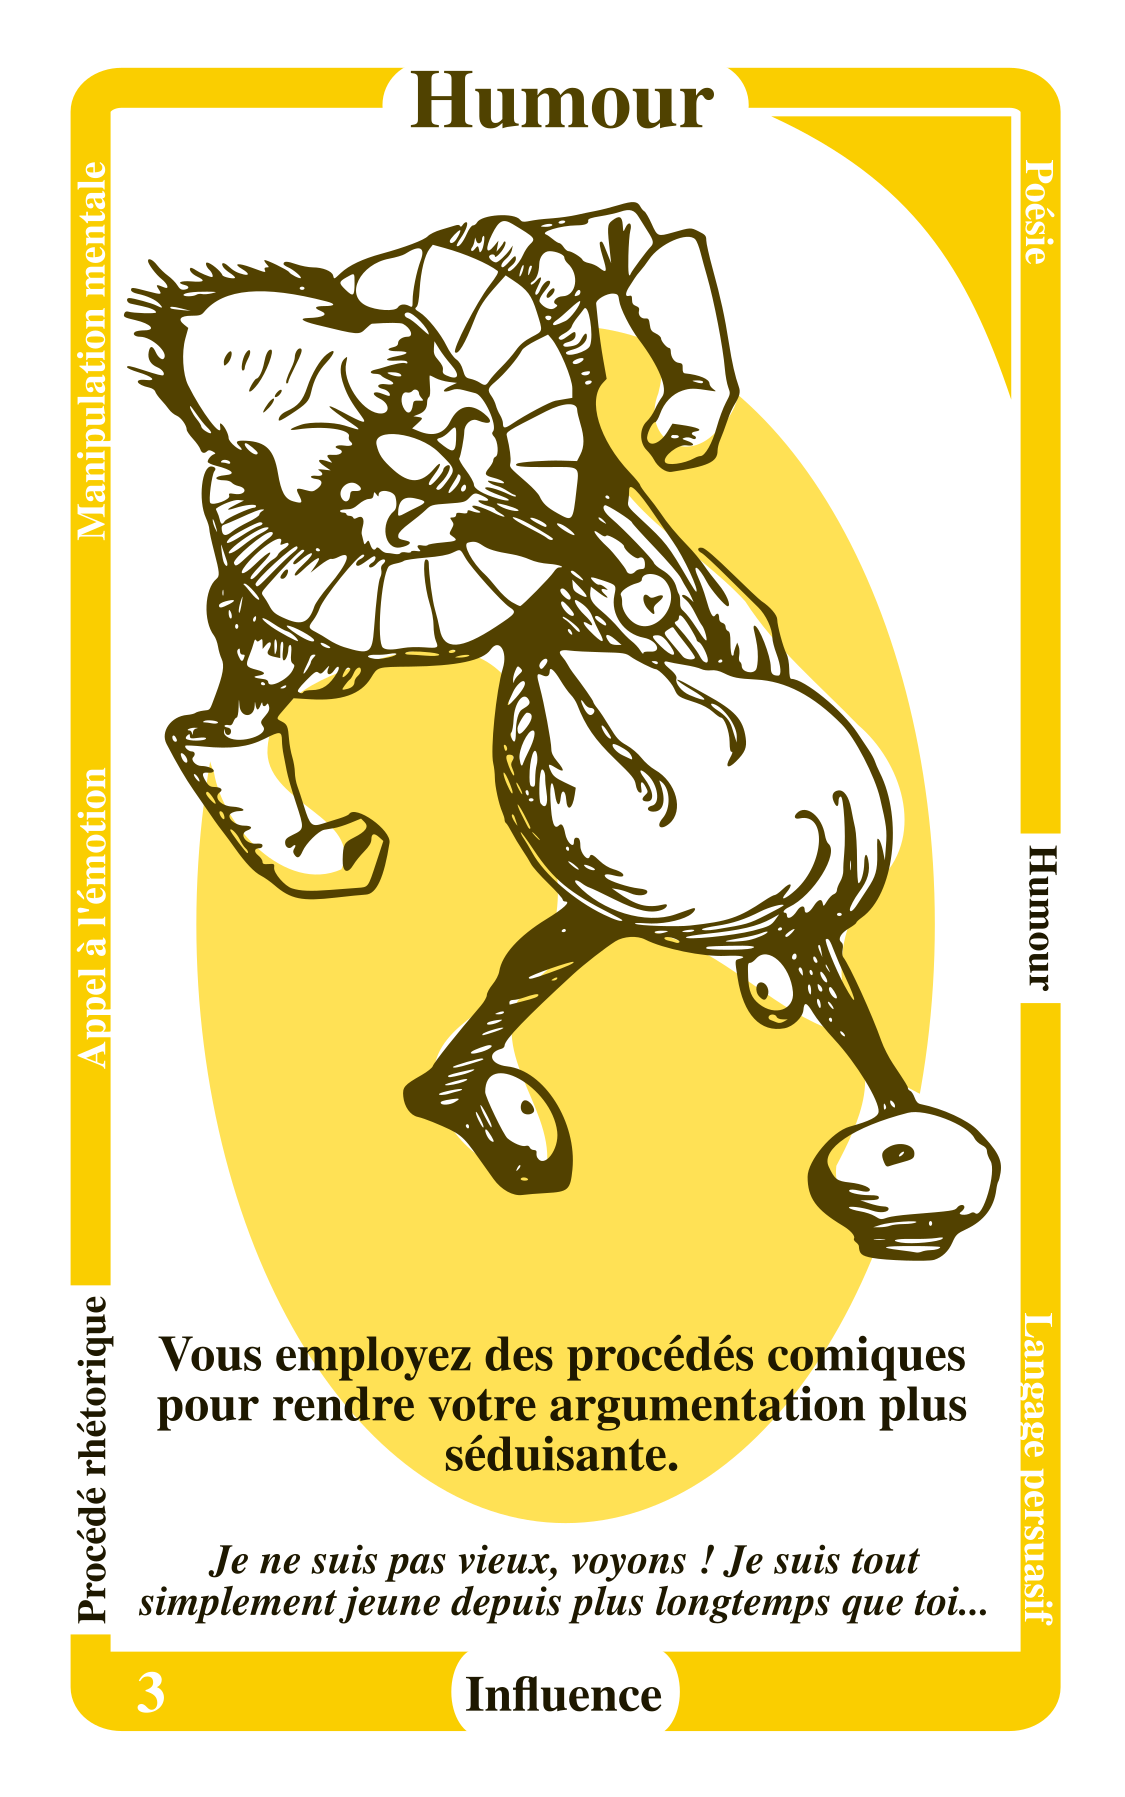 Humour
Manipulation mentale
Appel à l'émotion
Procédé rhétorique
Poésie
Humour
Langage persuasif
Vous employez des procédés comiques
pour rendre votre argumentation plus
séduisante.
Je ne suis pas vieux, voyons ! Je suis tout
simplement jeune depuis plus longtemps que toi...
3
Influence